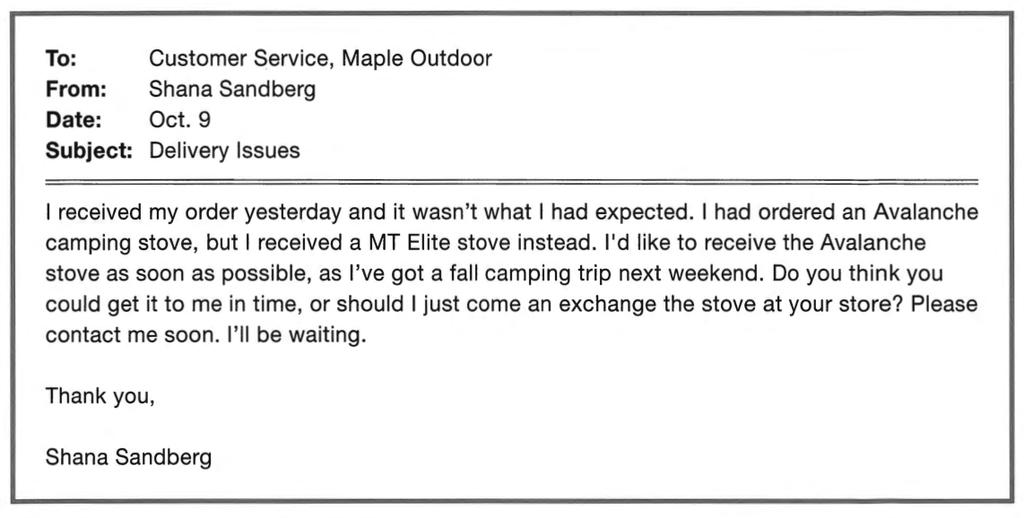 To: Customer Service, Maple Outdoor
From: Shana Sandberg
Date: Oct. 9
Subject: Delivery Issues
I received my order yesterday and it wasn't what I had expected. I had ordered an Avalanche
camping stove, but I received a MT Elite stove instead. I'd like to receive the Avalanche
stove as soon as possible, as I've got a fall camping trip next weekend. Do you think you
could get it to me in time, or should I just come an exchange the stove at your store? Please
contact me soon. I'll be waiting.
Thank you,
Shana Sandberg